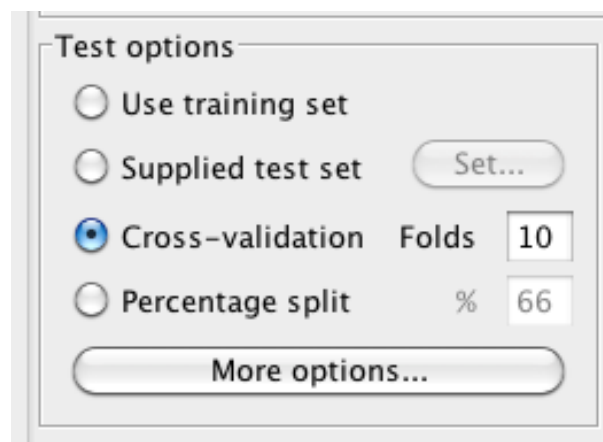 Test options
Use training set
Supplied test set Set...
Cross-validation Folds 10
Percentage split % 66
More options...